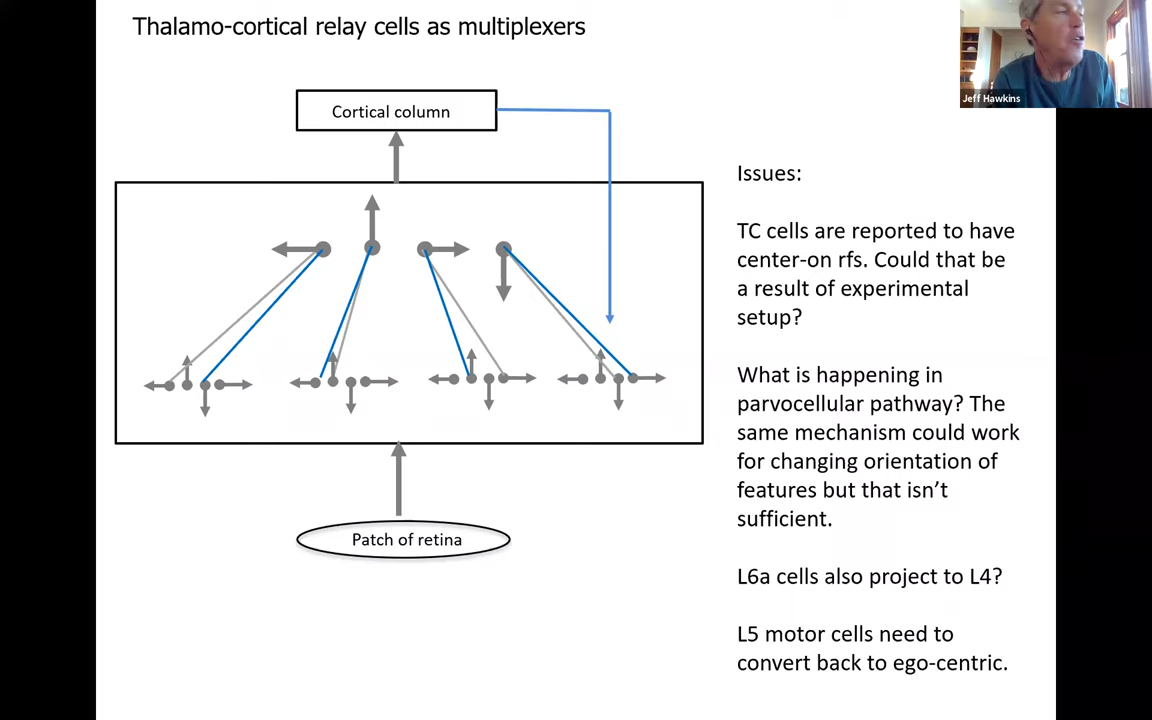 Thalamo-cortical relay cells as multiplexers
Jeff Hawkins
Cortical column
Patch of retina
Issues:
TC cells are reported to have
center-on rfs. Could that be
a result of experimental
setup?
What is happening in
parvocellular pathway? The
same mechanism could work
for changing orientation of
features but that isn’t
sufficient.
L6a cells also project to L4?
L5 motor cells need to
convert back to ego-centric.